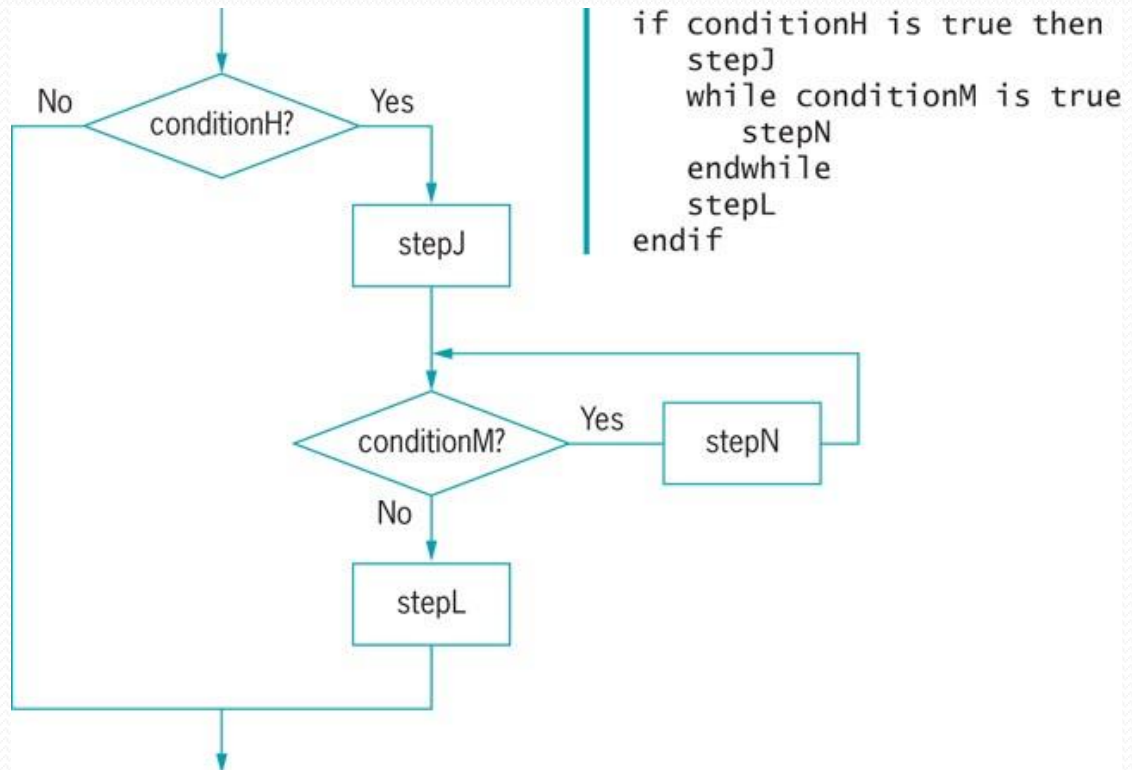 if conditionH is true then
stepJ
while conditionM is true
stepN
endwhile
stepL
endif
No
Yes
conditionH?
stepJ
conditionM?
Yes
stepN
No
stepL